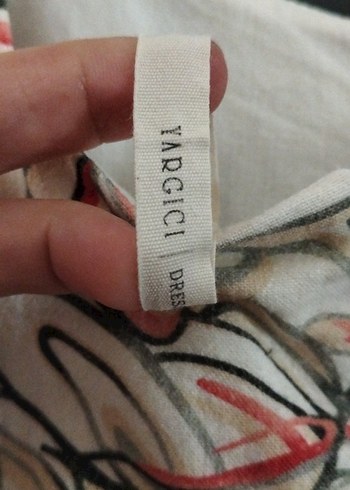 YARGICI | DRES